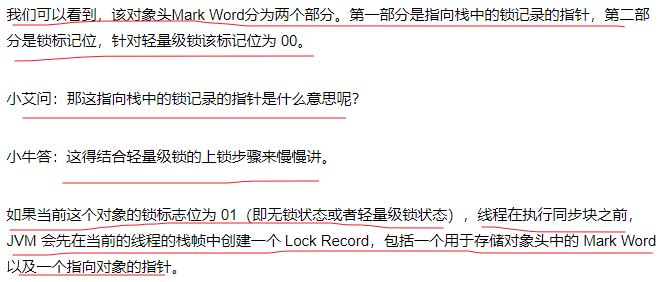 我们可以看到，该对象头Mark Word分为两个部分。第一部分是指向栈中的锁记录的指针，第二部
分是锁标记位，针对轻量级锁该标记位为 00。
小艾问：那这指向栈中的锁记录的指针是什么意思呢？
小牛答：这得结合轻量级锁的上锁步骤来慢慢讲。
如果当前这个对象的锁标志位为 01（即无锁状态或者轻量级锁状态），线程在执行同步块之前，
JVM 会先在当前的线程的栈帧中创建一个 Lock Record，包括一个用于存储对象头中的 Mark Word
以及一个指向对象的指针。